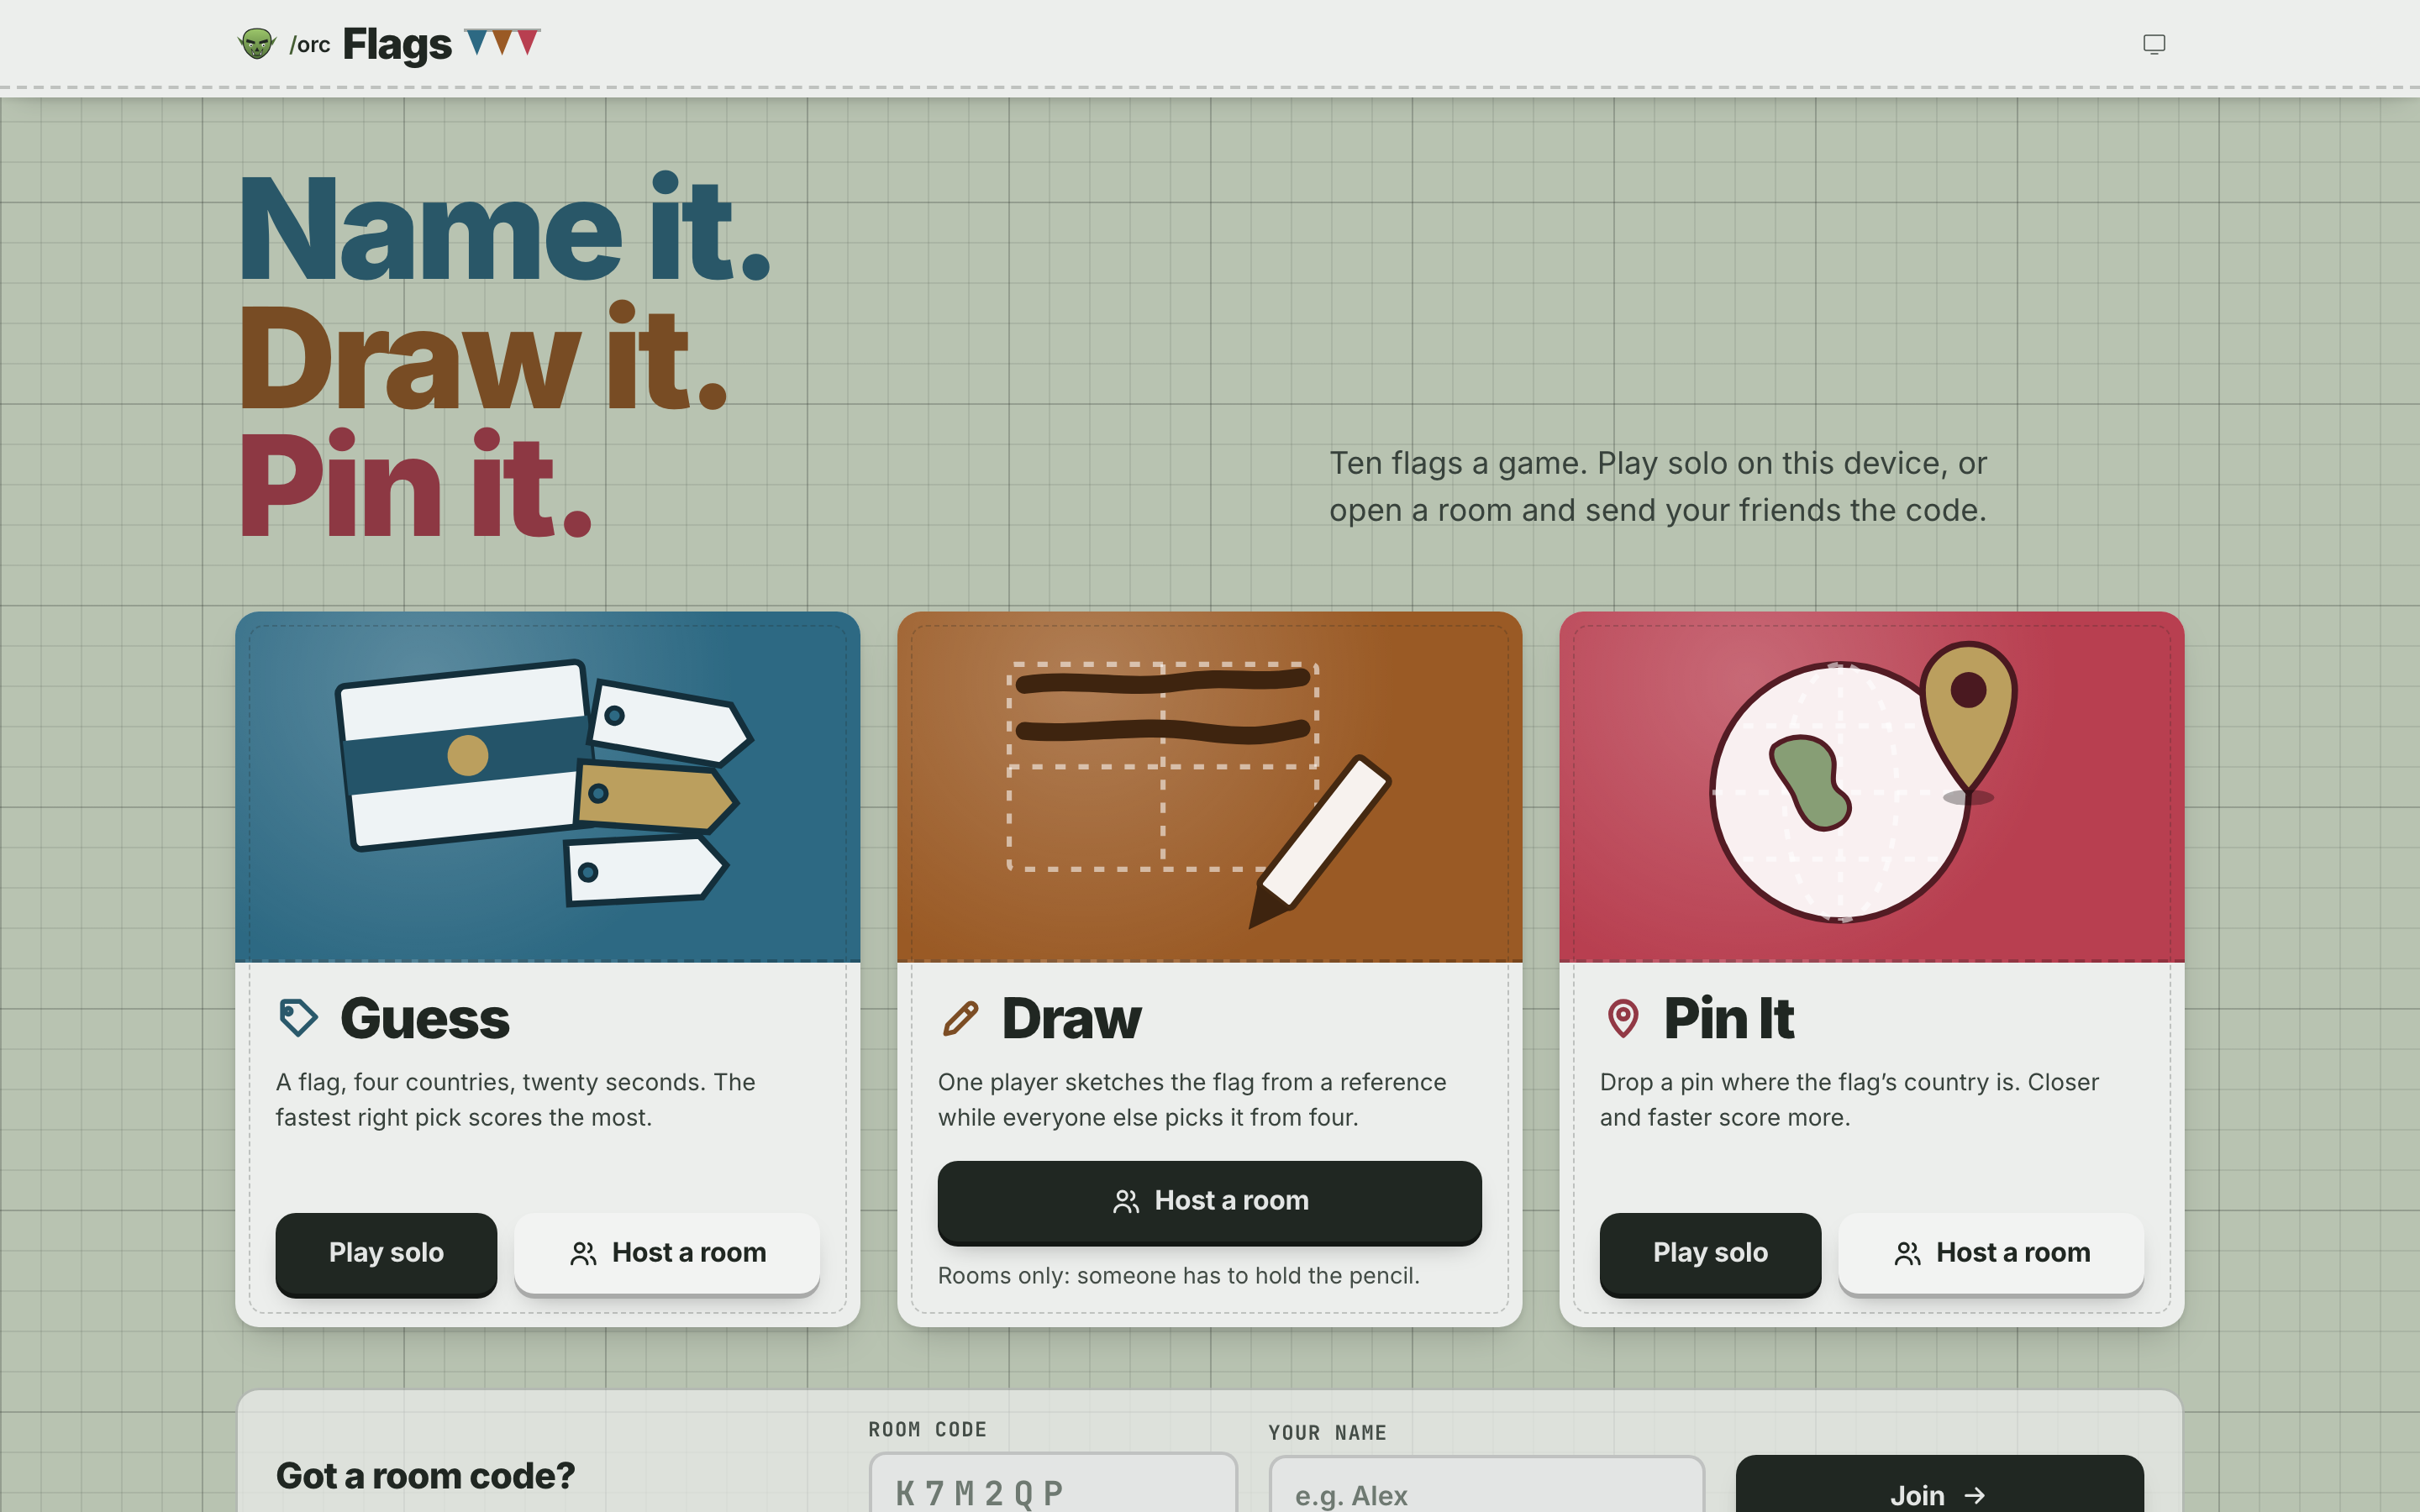 /orc Flags
Name it.
Draw it.
Pin it.
Ten flags a game. Play solo on this device, or
open a room and send your friends the code.
Guess
A flag, four countries, twenty seconds. The
fastest right pick scores the most.
Play solo
Host a room
Draw
One player sketches the flag from a reference
while everyone else picks it from four.
Host a room
Rooms only: someone has to hold the pencil.
Pin It
Drop a pin where the flag’s country is. Closer
and faster score more.
Play solo
Host a room
Got a room code?
ROOM CODE
K7M2QP
YOUR NAME
e.g. Alex
Join →